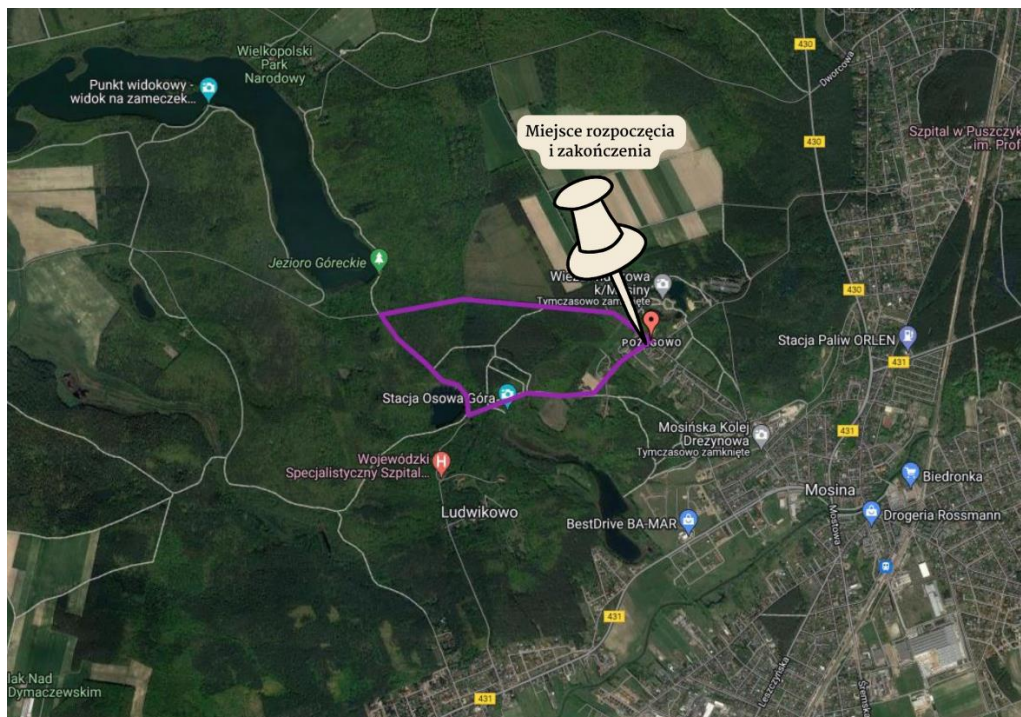 Wielkopolski
Park
Narodowy
Punkt widokowy -
widok na zameczek...
430
Dworcowa
Miejsce rozpoczęcia
i zakończenia
Szpital w Puszczyk
im. Prof
430
Jezioro Góreckie
k/Mosiny
Tymczasowo zamknięte
430
Stacja Paliw ORLEN
431
Stacja Osowa Góra
Mosińska Kolej
Drezynowa
Tymczasowo zamknięte
431
Wojewódzki
Specjalistyczny Szpital...
H
Biedronka
Mosina
Ludwikowo
BestDrive BA-MAR
Drogeria Rossmann
Mostowa
431
Leszczyńska
lak Nad
Dymaczewskim
431